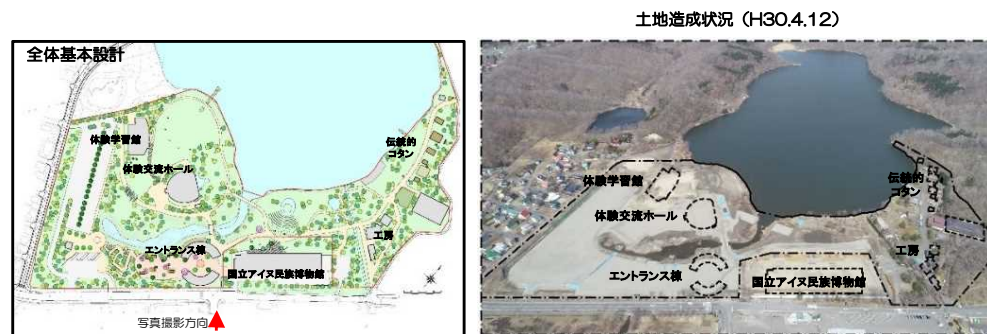 土地造成状況（H30.4.12）
全体基本設計
体験学習館
体験交流ホール
伝統的
コタン
エントランス棟
工房
国立アイヌ民族博物館
写真撮影方向
体験学習館
体験交流ホール
伝統的
コタン
工房
エントランス棟
国立アイヌ民族博物館